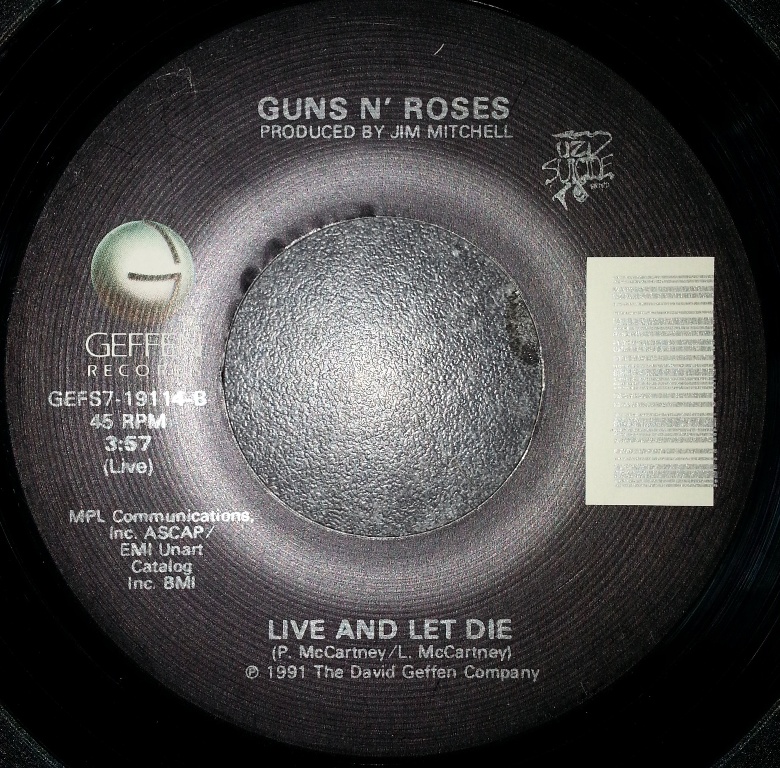 GUNS N' ROSES
PRODUCED BY JIM MITCHELL
UZI
SUICIDE
GEFFEN
RECOR
GEFS7-19114-B
45 RPM
3:57
(Live)
MPL Communications,
Inc. ASCAP/
EMI Unart
Catalog
Inc. BMI
LIVE AND LET DIE
(P. McCartney/L. McCartney)
℗ 1991 The David Geffen Company